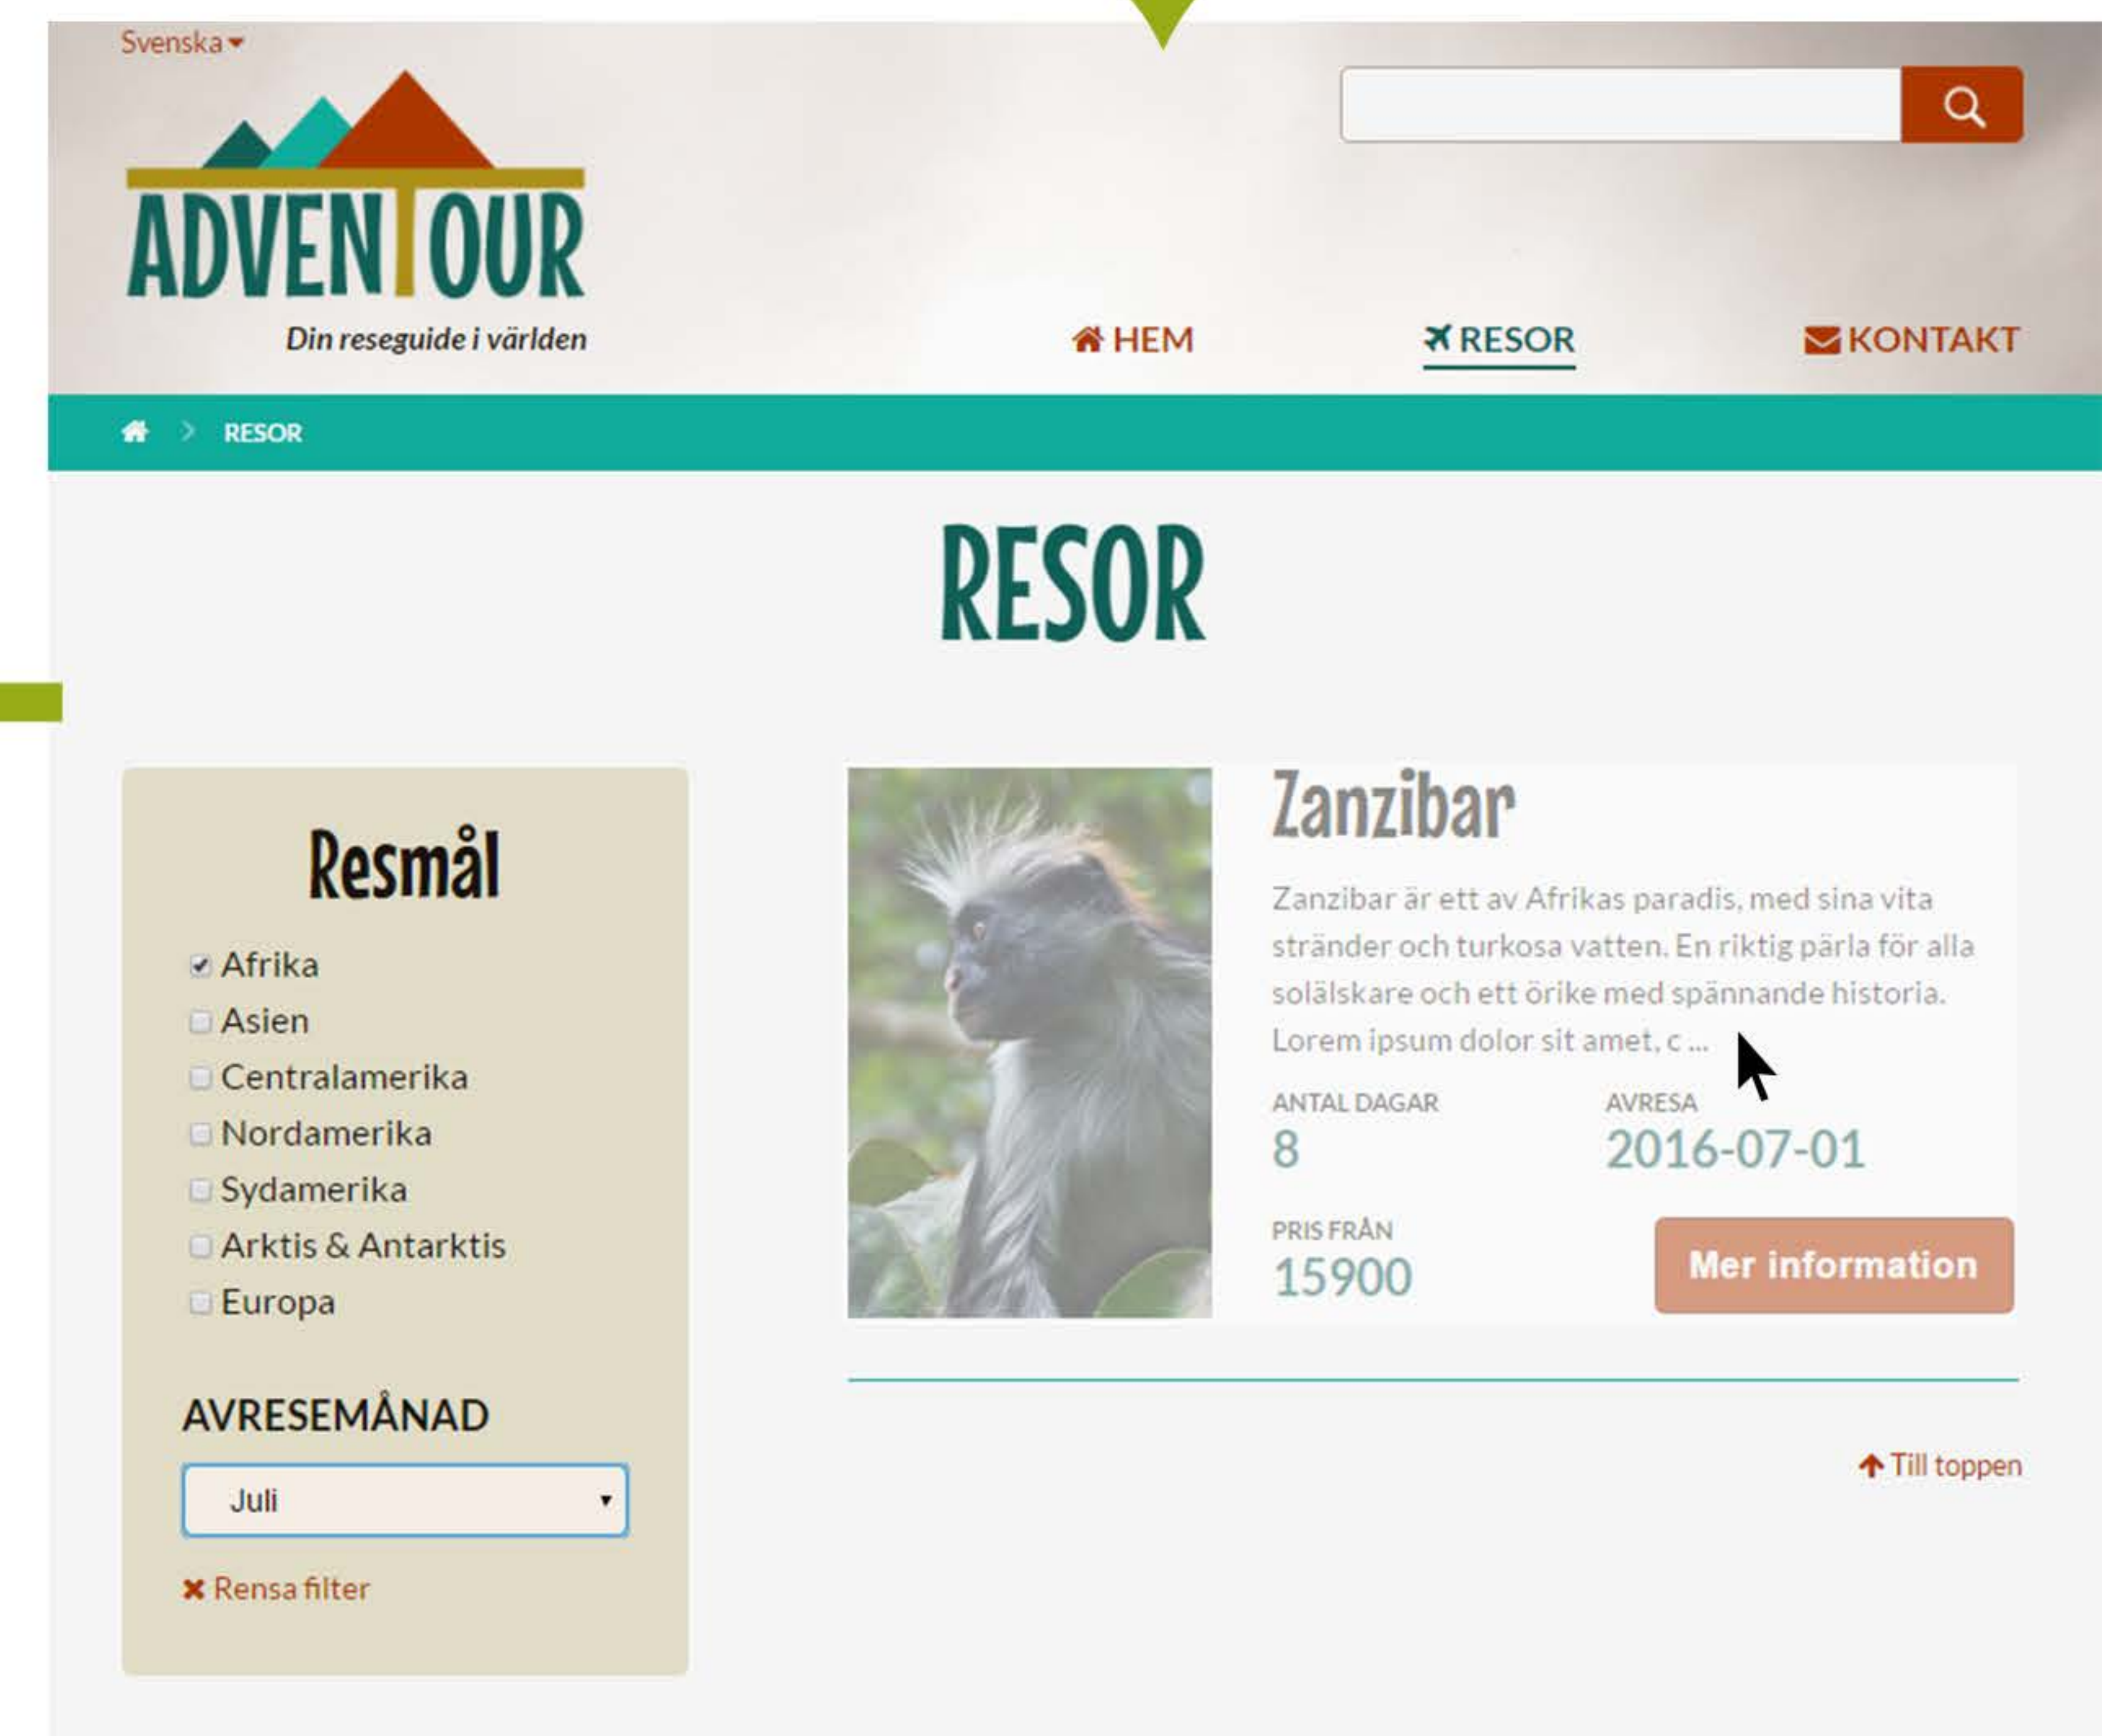 Svenska
ADVENTOUR
Din reseguide i världen
HEM
RESOR
KONTAKT
RESOR
RESOR
Resmål
Afrika
Asien
Centralamerika
Nordamerika
Sydamerika
Arktis & Antarktis
Europa
AVRESEMÅNAD
Juli
Rensa filter
Zanzibar
Zanzibar är ett av Afrikas paradis, med sina vita
stränder och turkosa vatten. En riktig pärla för alla
solälskare och ett örike med spännande historia.
Lorem ipsum dolor sit amet, c ...
ANTAL DAGAR
8
AVRESA
2016-07-01
PRIS FRÅN
15900
Mer information
Till toppen